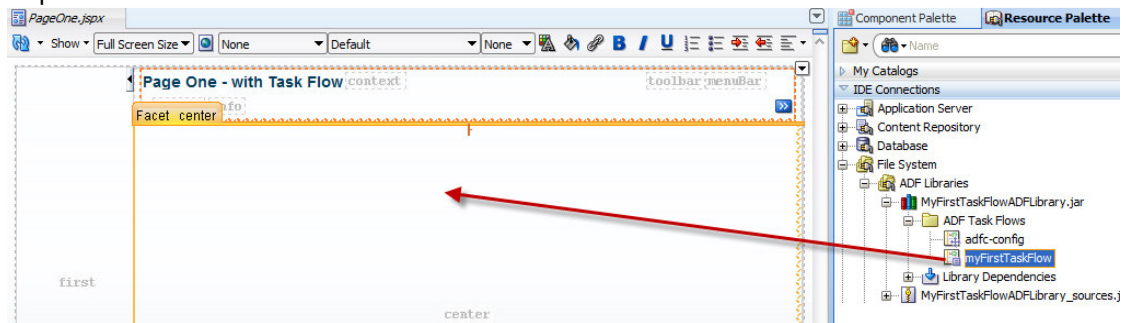 PageOne.jspx
Component Palette
Resource Palette
Show
Full Screen Size
None
Default
None
B I U
Name
My Catalogs
IDE Connections
Application Server
Content Repository
Database
File System
ADF Libraries
MyFirstTaskFlowADFLibrary.jar
ADF Task Flows
adfc-config
myFirstTaskFlow
Library Dependencies
MyFirstTaskFlowADFLibrary_sources.j
Page One - with Task Flow
context
toolbar
menuBar
Facet center
first
center